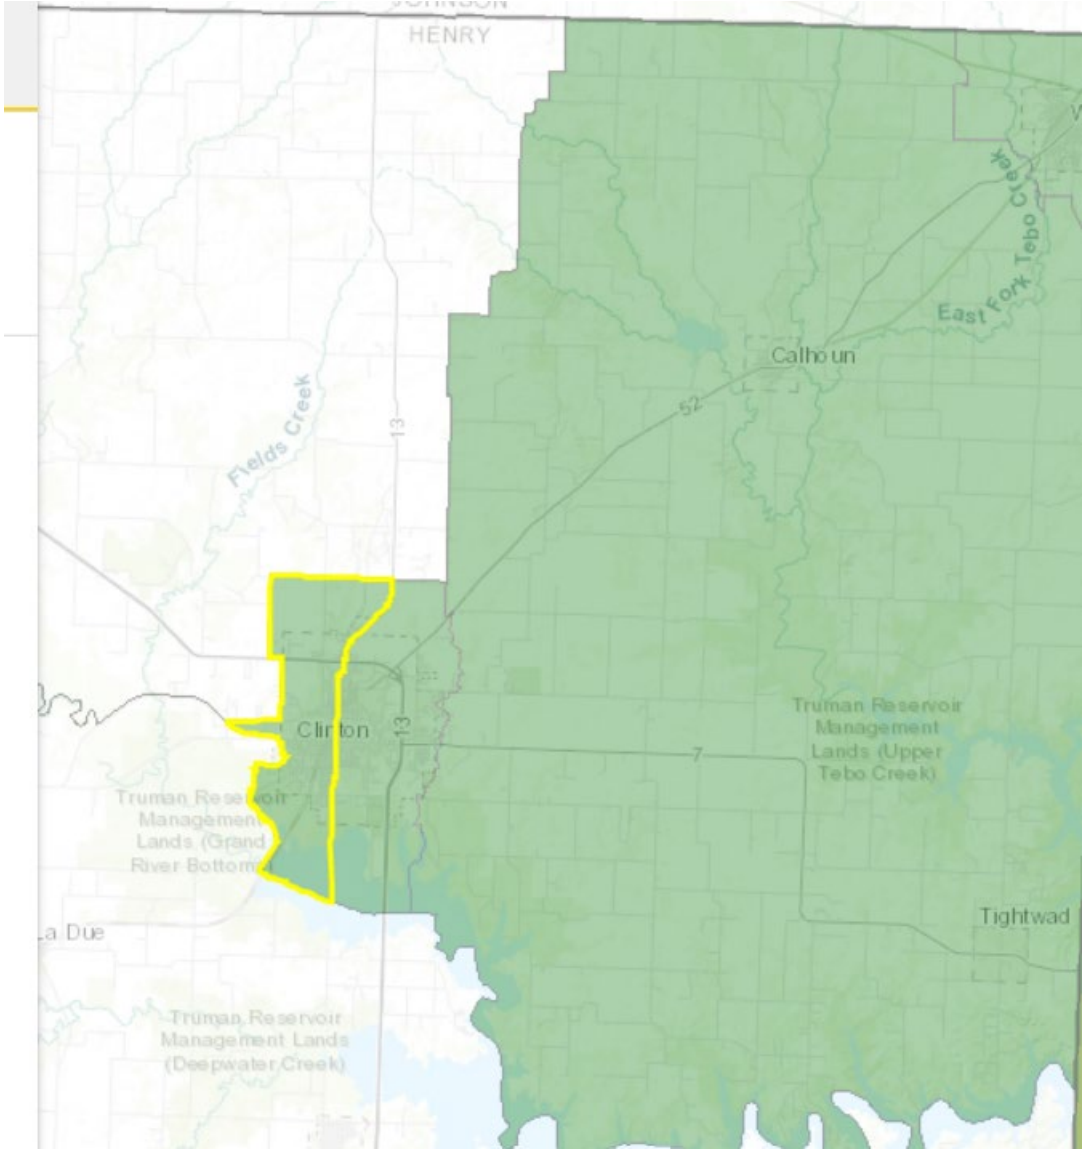 JOHNSON
HENRY
W
East Fork Tebo Creek
Calhoun
52
13
Fields Creek
Clinton
13
7
Truman Reservoir
Management
Lands (Upper
Tebo Creek)
Truman Reservoir
Management
Lands (Grand
River Bottoms)
Tightwad
La Due
Truman Reservoir
Management Lands
(Deepwater Creek)